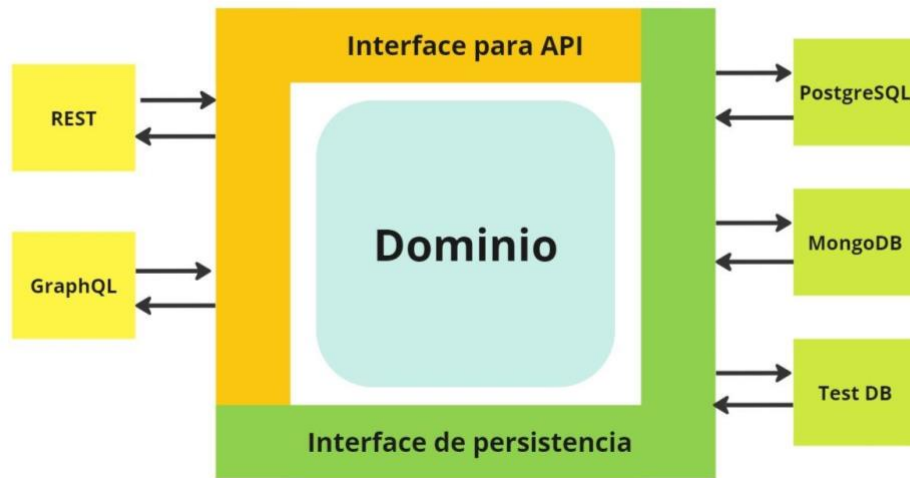 Interface para API
REST
PostgreSQL
Dominio
MongoDB
GraphQL
Test DB
Interface de persistencia